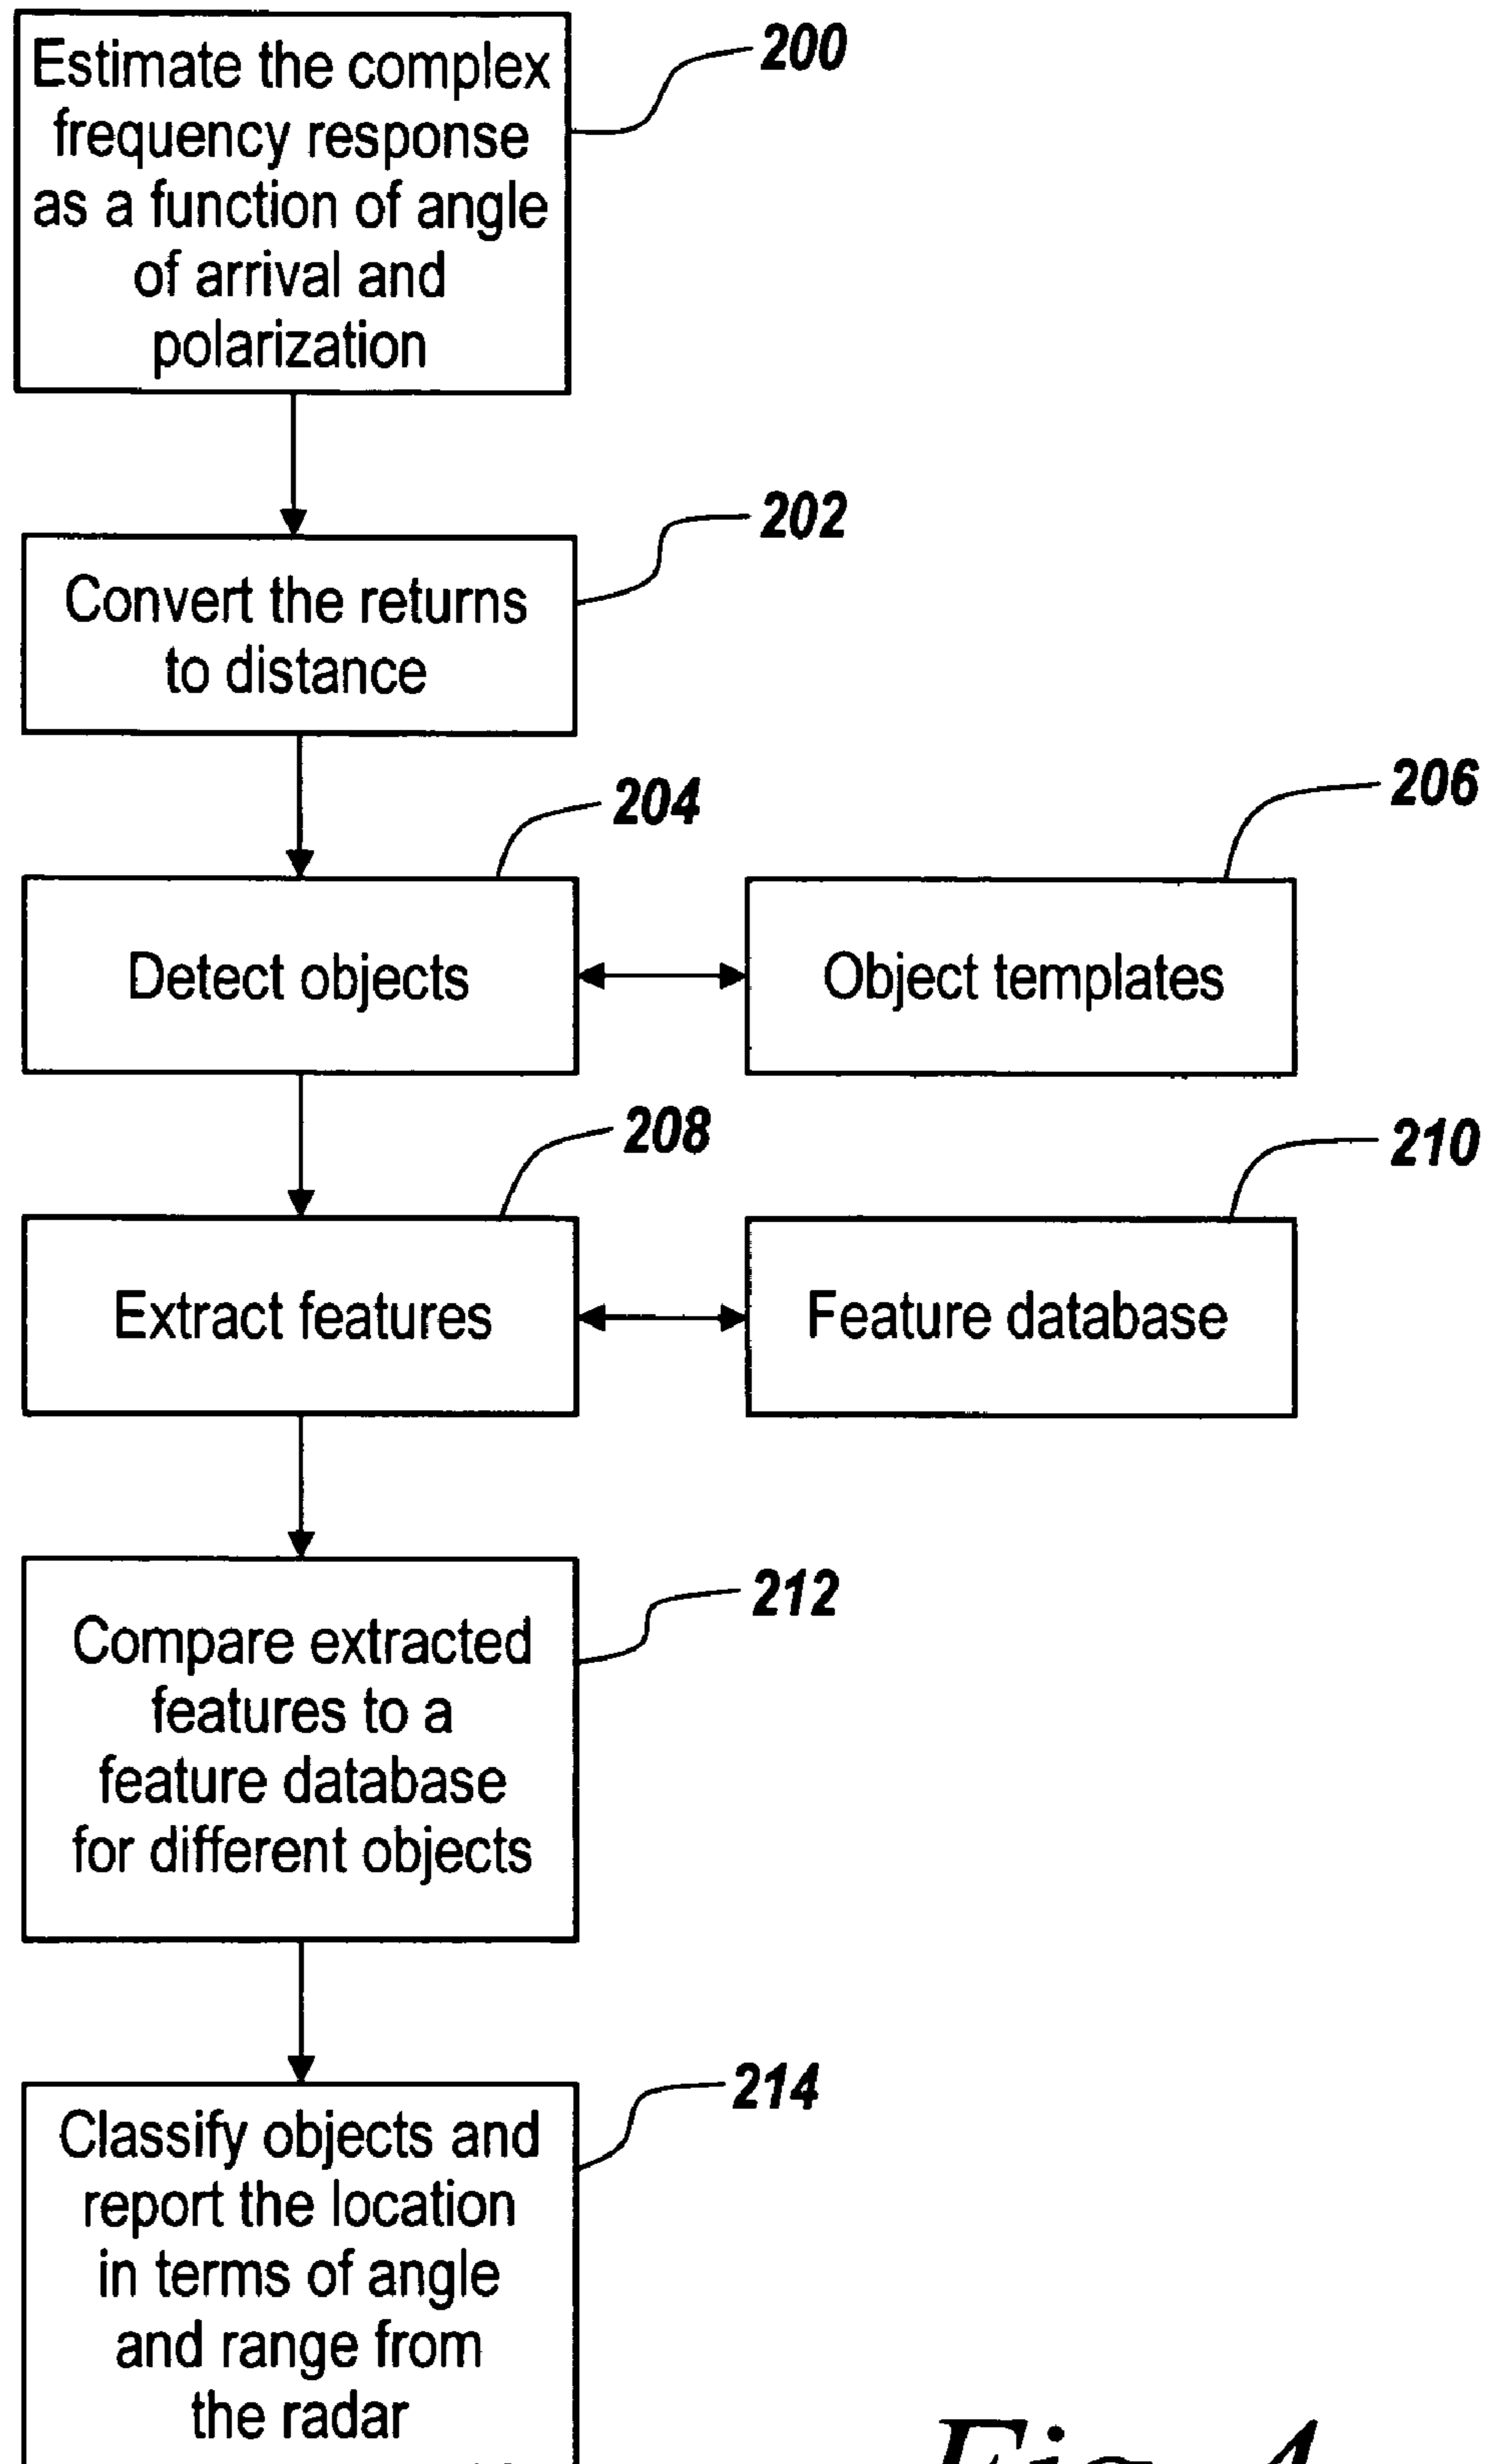 Estimate the complex
frequency response
as a function of angle
of arrival and
polarization
200
Convert the returns
to distance
202
Detect objects
204
Object templates
206
Extract features
208
Feature database
210
Compare extracted
features to a
feature database
for different objects
212
Classify objects and
report the location
in terms of angle
and range from
the radar
214
Fig. 4